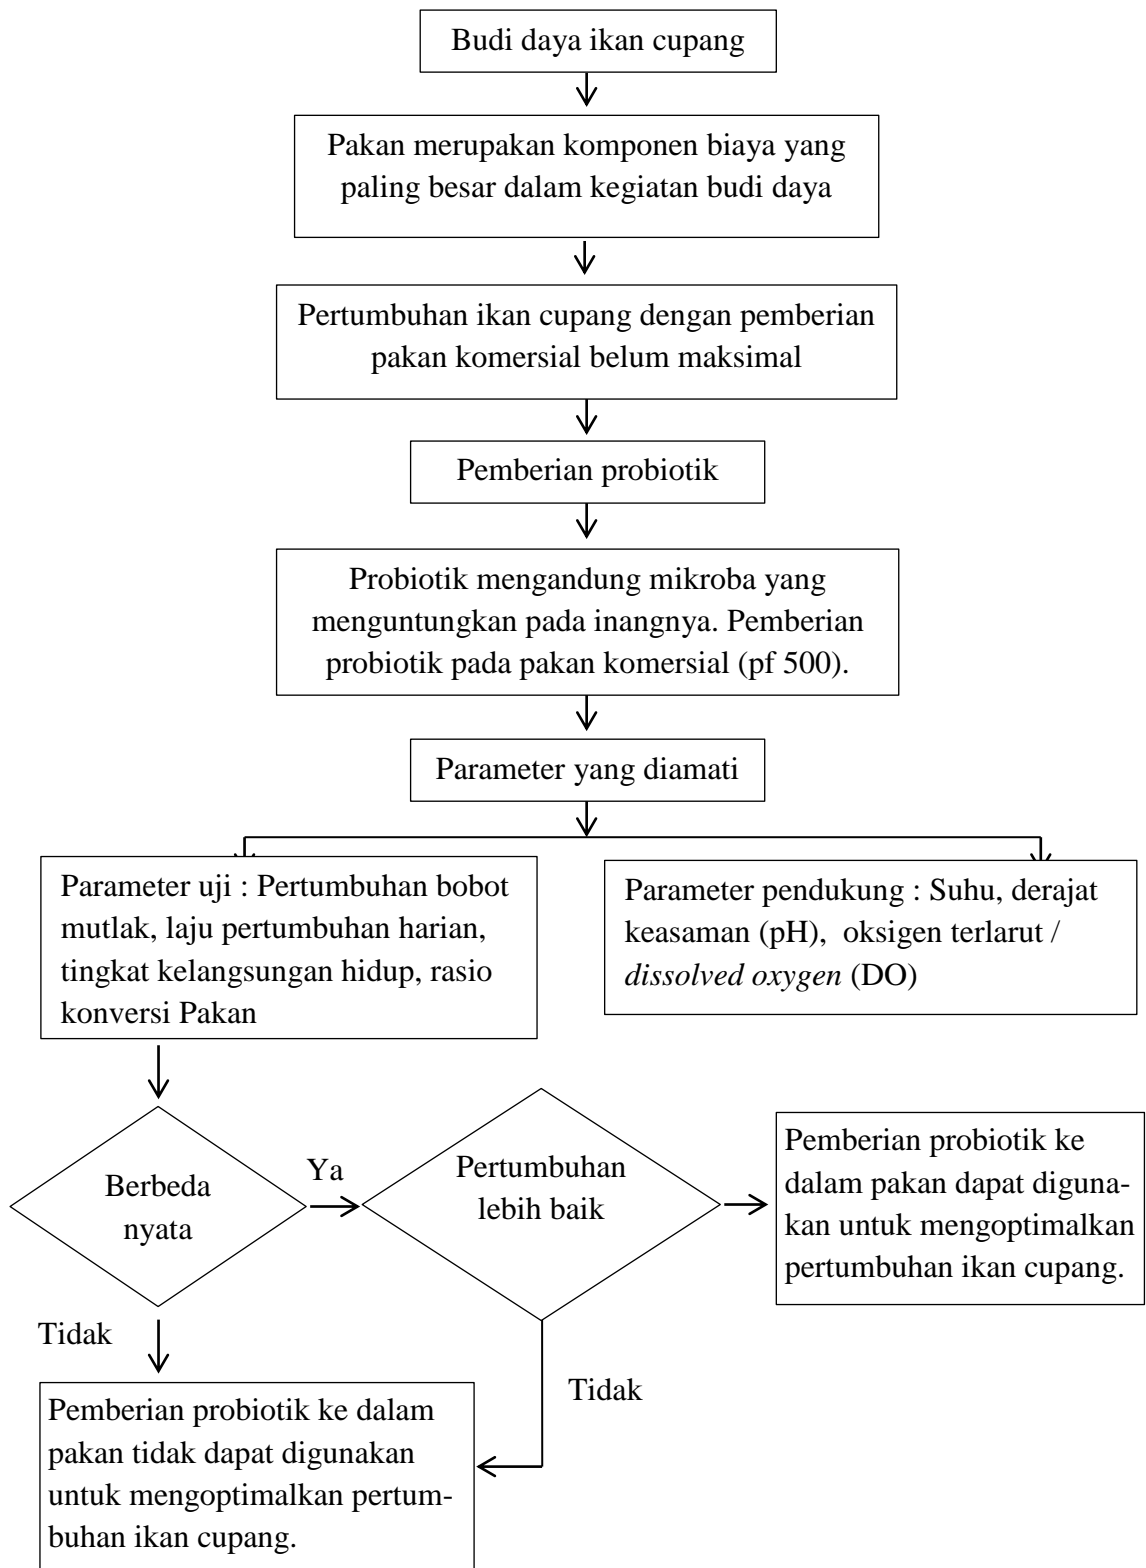 Budi daya ikan cupang
Pakan merupakan komponen biaya yang
paling besar dalam kegiatan budi daya
Pertumbuhan ikan cupang dengan pemberian
pakan komersial belum maksimal
Pemberian probiotik
Probiotik mengandung mikroba yang
menguntungkan pada inangnya. Pemberian
probiotik pada pakan komersial (pf 500).
Parameter yang diamati
Parameter uji : Pertumbuhan bobot
mutlak, laju pertumbuhan harian,
tingkat kelangsungan hidup, rasio
konversi Pakan
Parameter pendukung : Suhu, derajat
keasaman (pH), oksigen terlarut /
dissolved oxygen (DO)
Berbeda
nyata
Ya
Pertumbuhan
lebih baik
Pemberian probiotik ke
dalam pakan dapat diguna-
kan untuk mengoptimalkan
pertumbuhan ikan cupang.
Tidak
Tidak
Pemberian probiotik ke dalam
pakan tidak dapat digunakan
untuk mengoptimalkan pertum-
buhan ikan cupang.